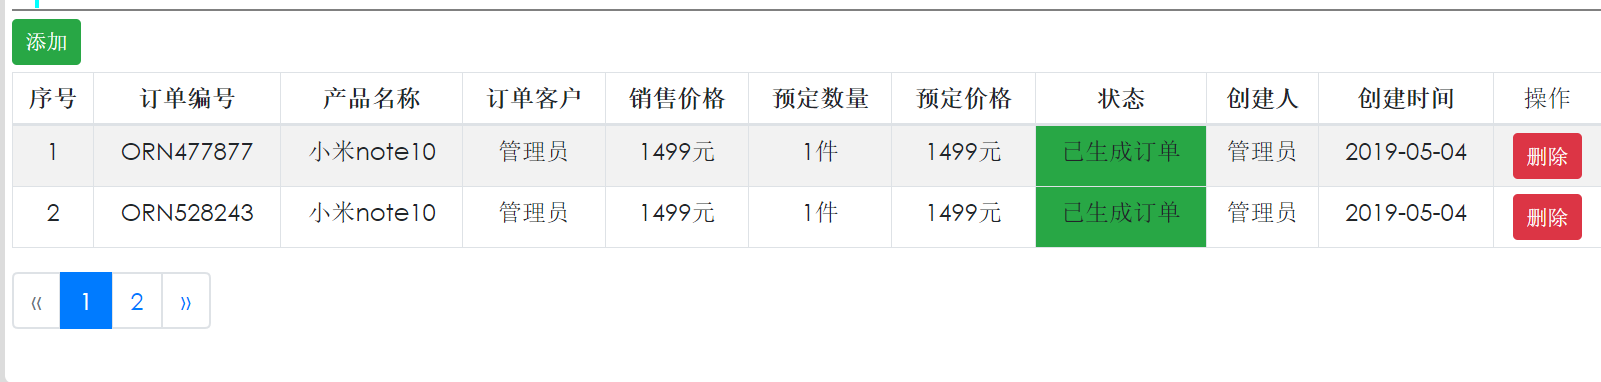 添加
序号 订单编号 产品名称 订单客户 销售价格 预定数量 预定价格 状态 创建人 创建时间 操作
1 ORN477877 小米note10 管理员 1499元 1件 1499元 已生成订单 管理员 2019-05-04 删除
2 ORN528243 小米note10 管理员 1499元 1件 1499元 已生成订单 管理员 2019-05-04 删除
« 1 2 »